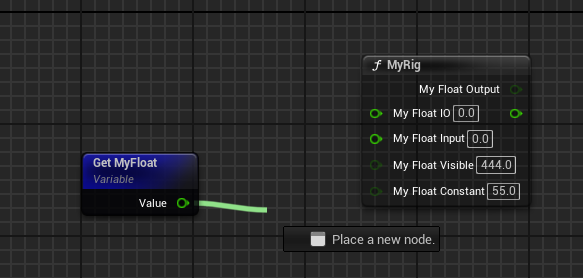 MyRig
My Float Output
My Float IO 0.0
My Float Input 0.0
My Float Visible 444.0
My Float Constant 55.0
Get MyFloat
Variable
Value
Place a new node.